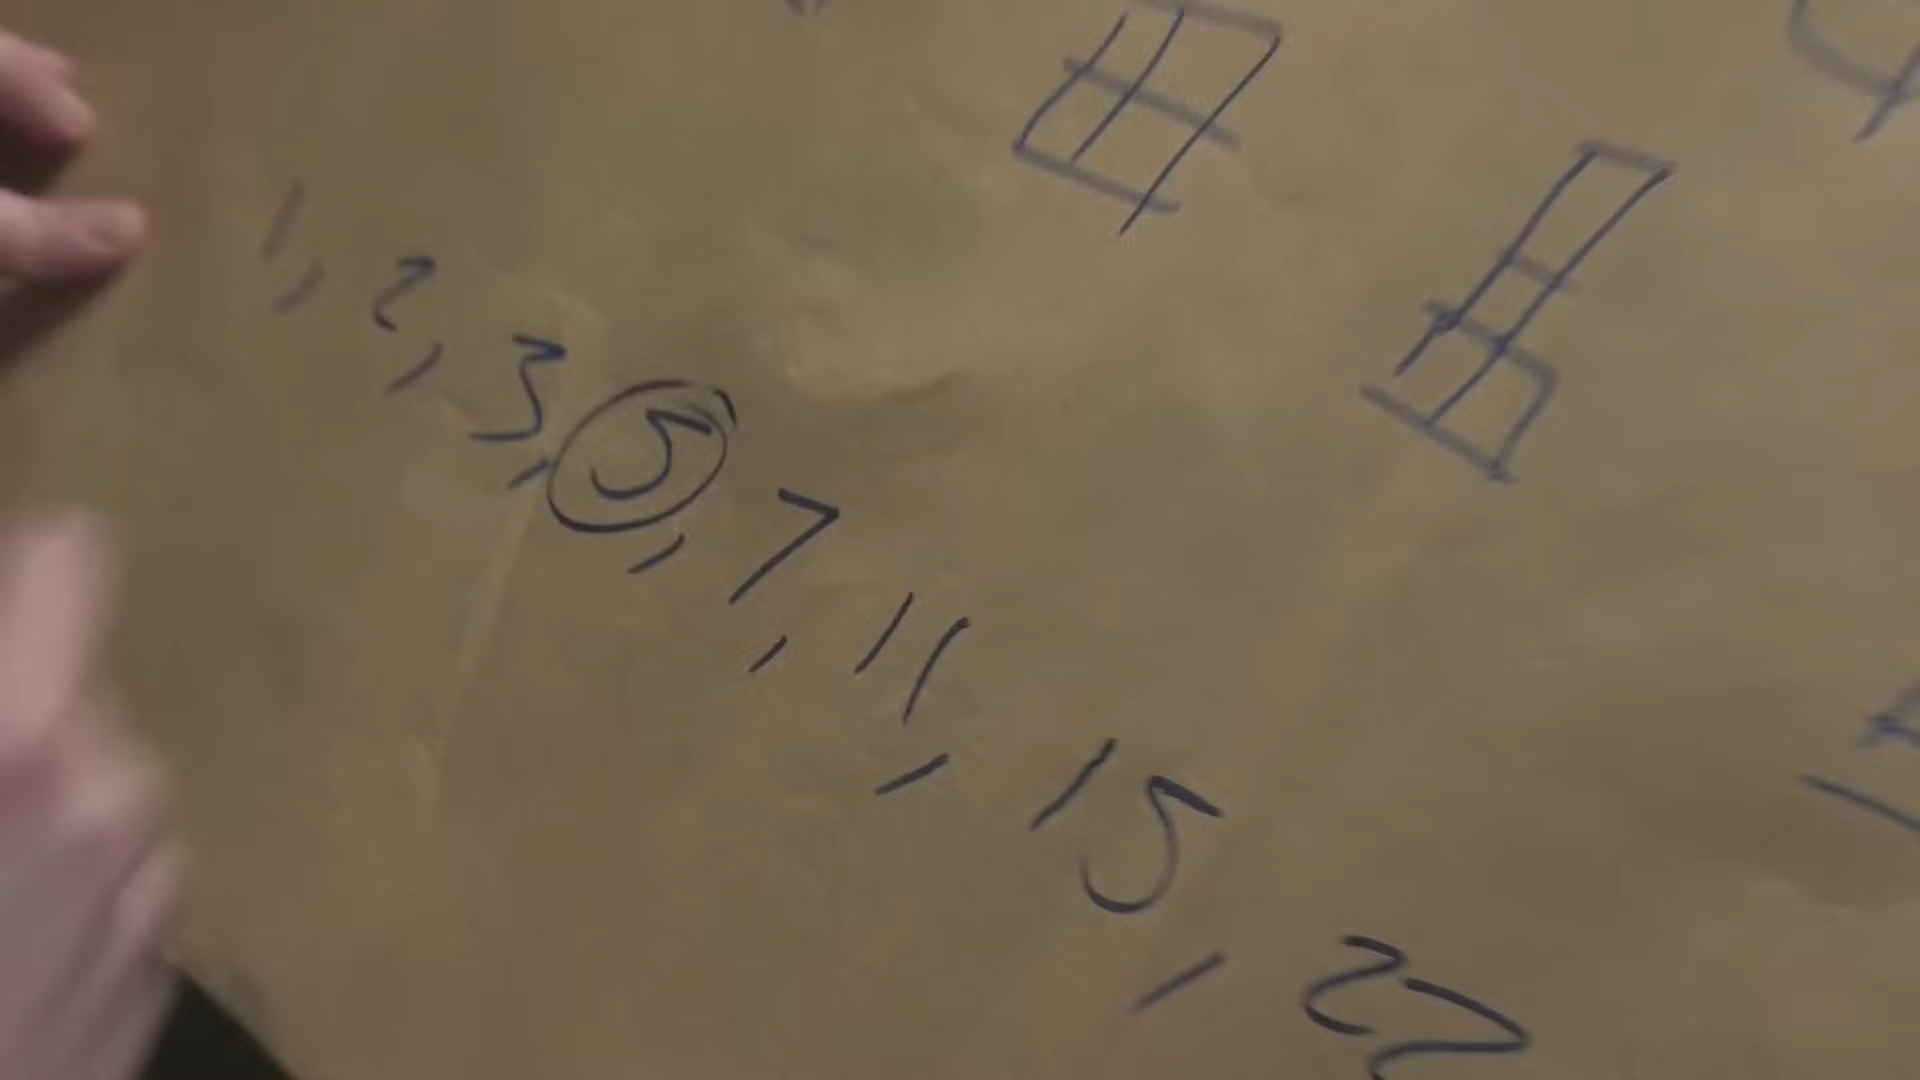 1, 2, 3, 5, 7, 11, 15, 22